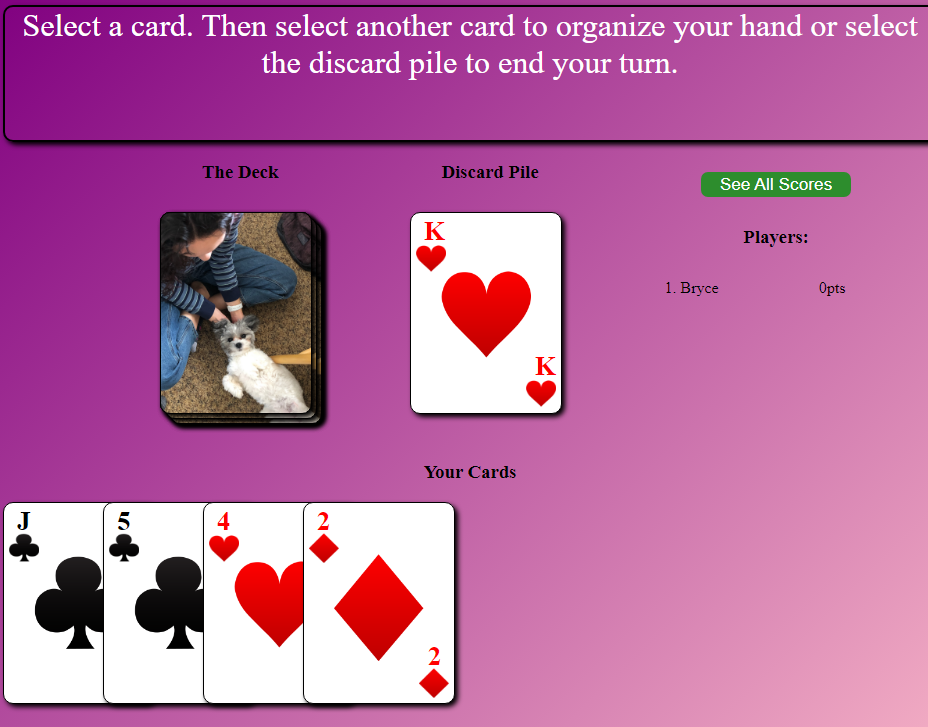 Select a card. Then select another card to organize your hand or select
the discard pile to end your turn.
The Deck
Discard Pile
See All Scores
Players:
1. Bryce 0pts
K
K
Your Cards
J
5
4
2
2